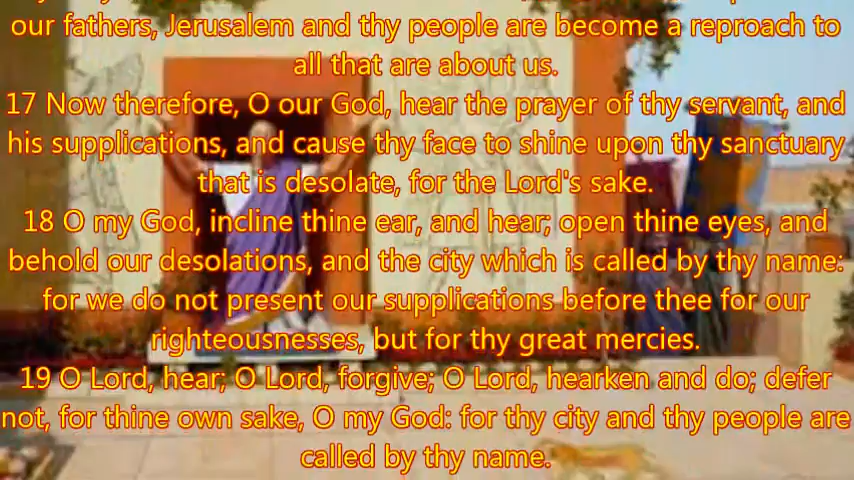 our fathers, Jerusalem and thy people are become a reproach to
all that are about us.
17 Now therefore, O our God, hear the prayer of thy servant, and
his supplications, and cause thy face to shine upon thy sanctuary
that is desolate, for the Lord's sake.
18 O my God, incline thine ear, and hear; open thine eyes, and
behold our desolations, and the city which is called by thy name:
for we do not present our supplications before thee for our
righteousnesses, but for thy great mercies.
19 O Lord, hear; O Lord, forgive; O Lord, hearken and do; defer
not, for thine own sake, O my God: for thy city and thy people are
called by thy name.